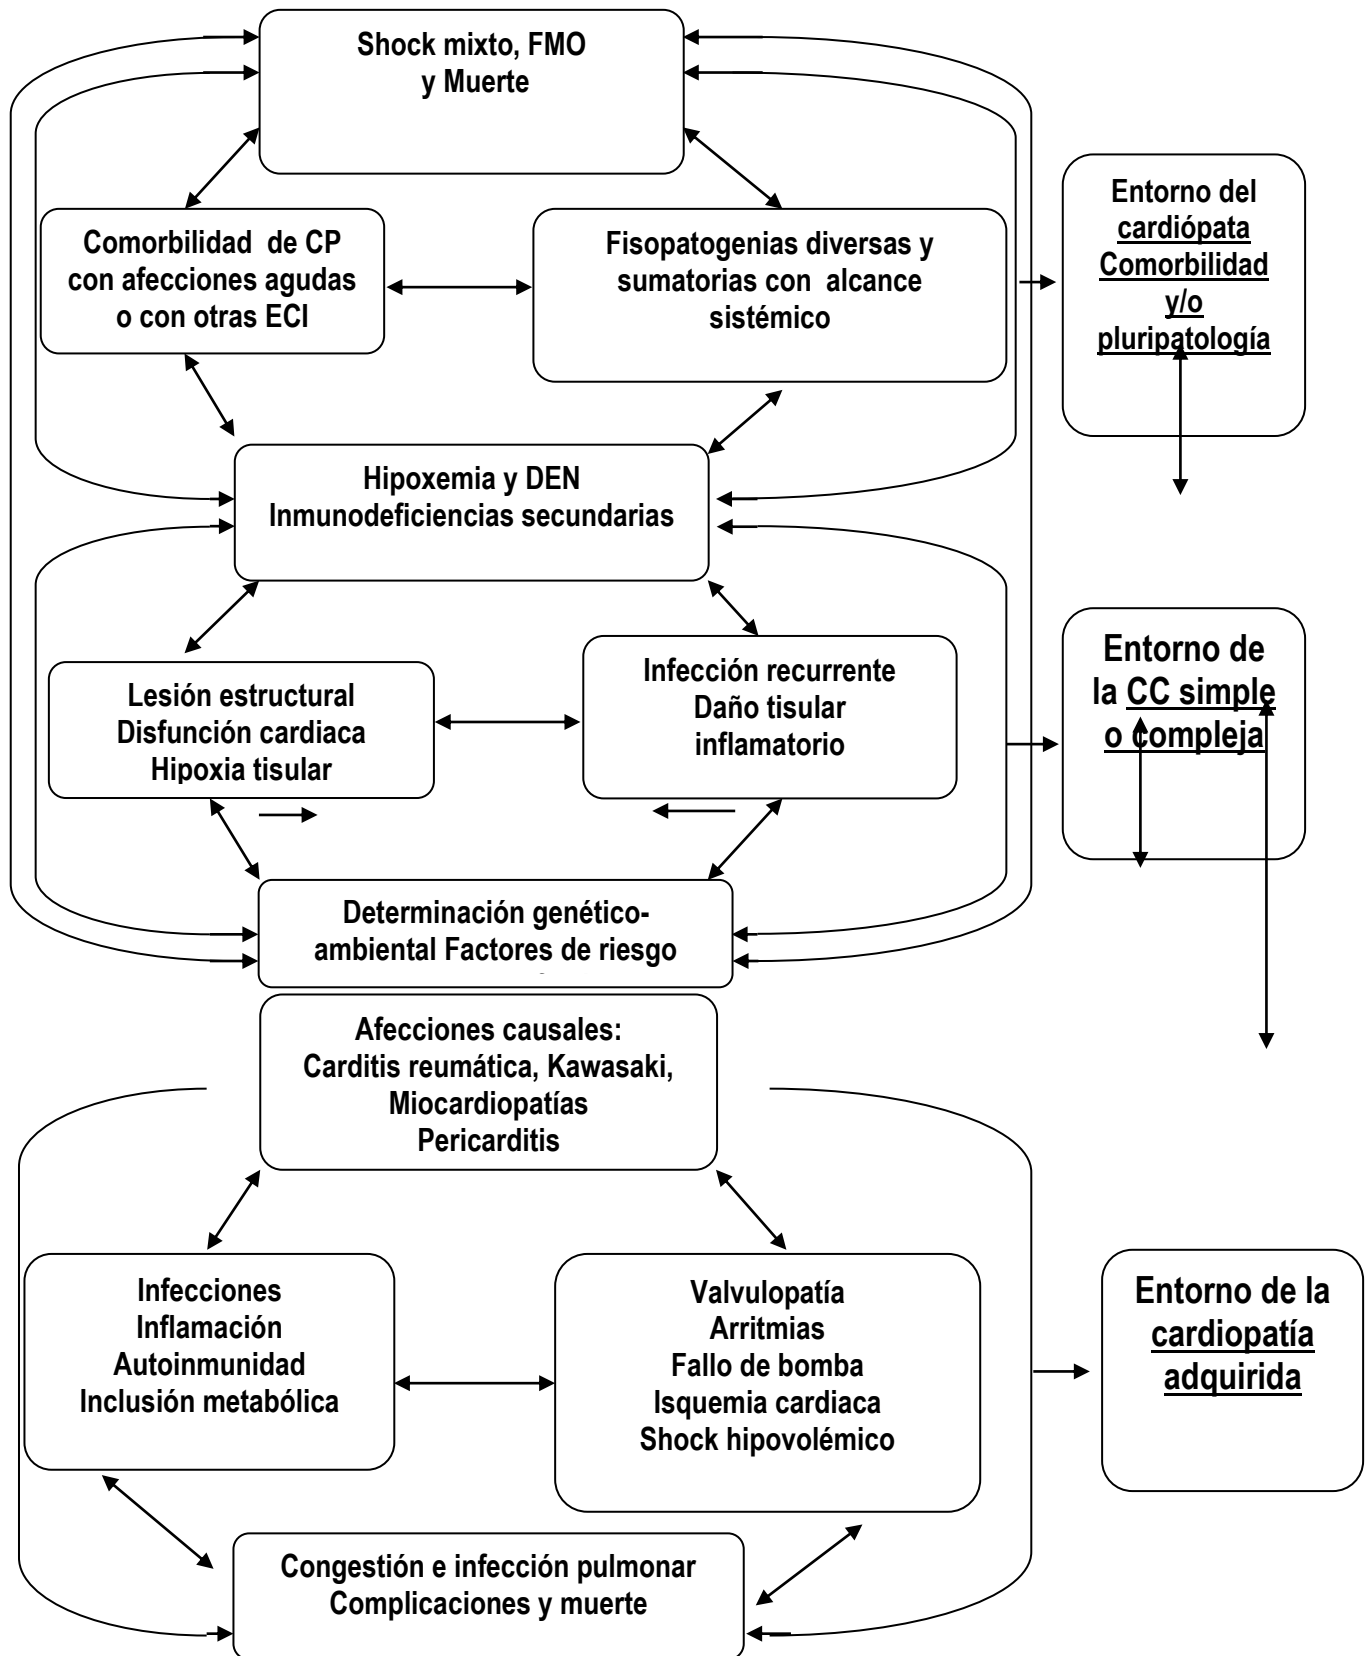 Shock mixto, FMO
y Muerte
Comorbilidad de CP
con afecciones agudas
o con otras ECI
Fisopatogenias diversas y
sumatorias con alcance
sistémico
Entorno del
cardiópata
Comorbilidad
y/o
pluripatología
Hipoxemia y DEN
Inmunodeficiencias secundarias
Lesión estructural
Disfunción cardiaca
Hipoxia tisular
Infección recurrente
Daño tisular
inflamatorio
Entorno de
la CC simple
o compleja
Determinación genético-
ambiental Factores de riesgo
Afecciones causales:
Carditis reumática, Kawasaki,
Miocardiopatías
Pericarditis
Infecciones
Inflamación
Autoinmunidad
Inclusión metabólica
Valvulopatía
Arritmias
Fallo de bomba
Isquemia cardiaca
Shock hipovolémico
Entorno de la
cardiopatía
adquirida
Congestión e infección pulmonar
Complicaciones y muerte